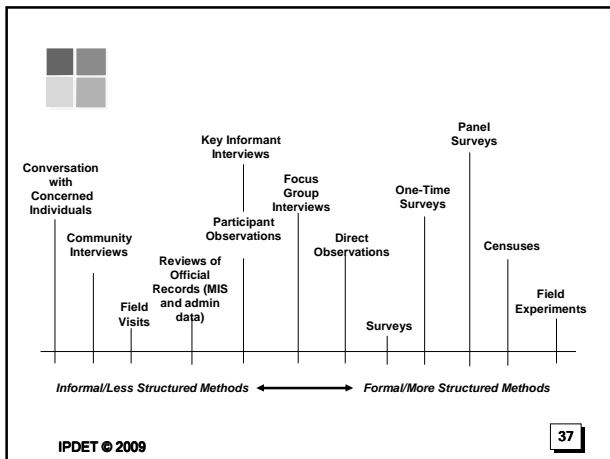 Conversation
with
Concerned
Individuals
Community
Interviews
Field
Visits
Reviews of
Official
Records (MIS
and admin
data)
Key Informant
Interviews
Participant
Observations
Focus
Group
Interviews
Direct
Observations
Surveys
One-Time
Surveys
Panel
Surveys
Censuses
Field
Experiments
Informal/Less Structured Methods
Formal/More Structured Methods
IPDET © 2009
37